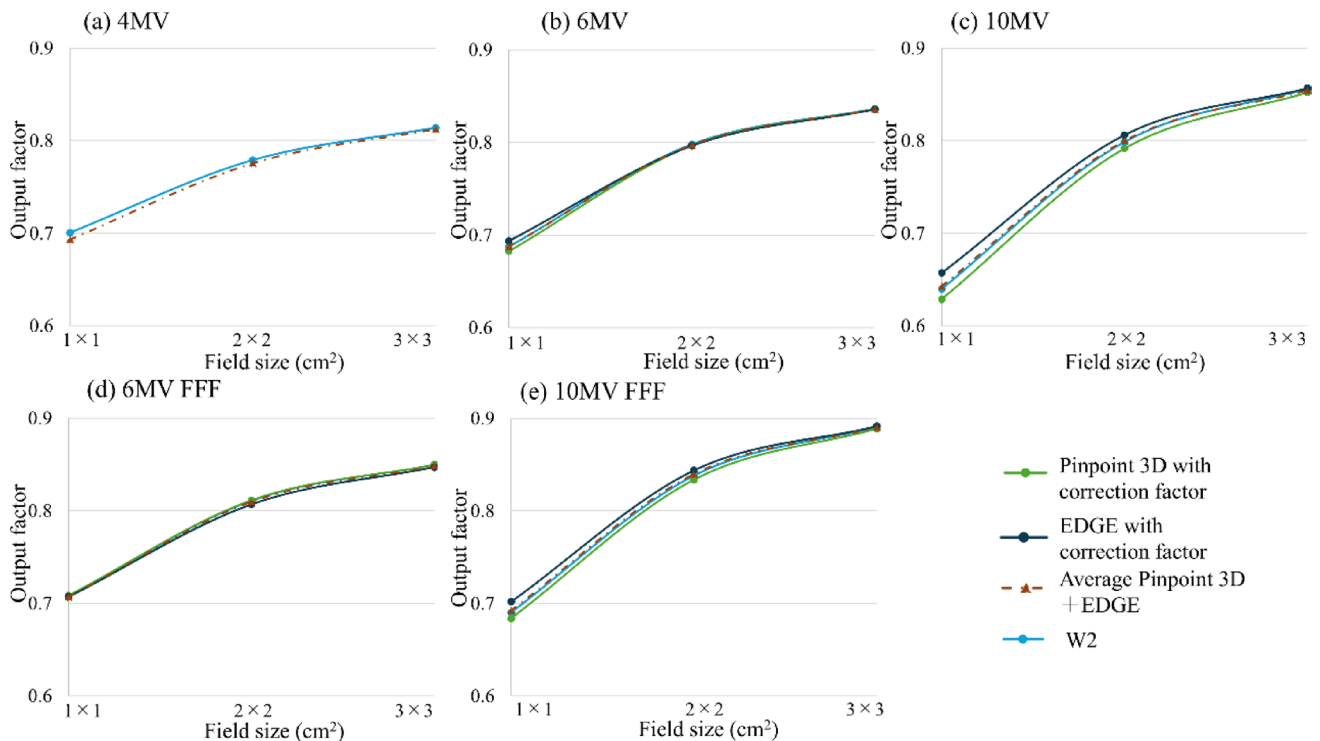 (a) 4MV
0.9
0.8
0.7
0.6
Output factor
1×1
2×2
3×3
Field size (cm²)
(b) 6MV
0.9
0.8
0.7
0.6
Output factor
1×1
2×2
3×3
Field size (cm²)
(c) 10MV
0.9
0.8
0.7
0.6
Output factor
1×1
2×2
3×3
Field size (cm²)
(d) 6MV FFF
0.9
0.8
0.7
0.6
Output factor
1×1
2×2
3×3
Field size (cm²)
(e) 10MV FFF
0.9
0.8
0.7
0.6
Output factor
1×1
2×2
3×3
Field size (cm²)
Pinpoint 3D with
correction factor
EDGE with
correction factor
Average Pinpoint 3D
+EDGE
W2